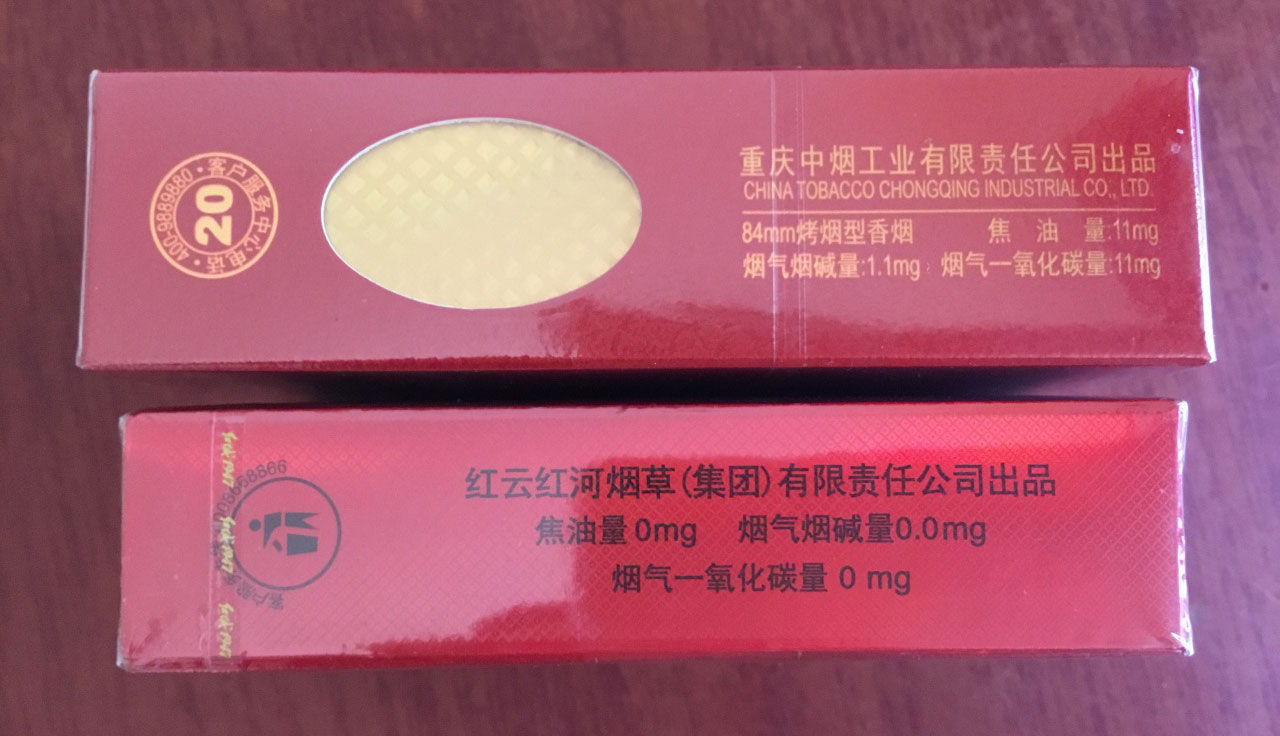 重庆中烟工业有限责任公司出品
CHINA TOBACCO CHONGQING INDUSTRIAL CO., LTD.
84mm烤烟型香烟 焦 油 量:11mg
烟气烟碱量:1.1mg 烟气一氧化碳量:11mg
400-9889880·客户服务中心电话·
20
红云红河烟草(集团)有限责任公司出品
焦油量 0mg 烟气烟碱量0.0mg
烟气一氧化碳量 0 mg
客户服